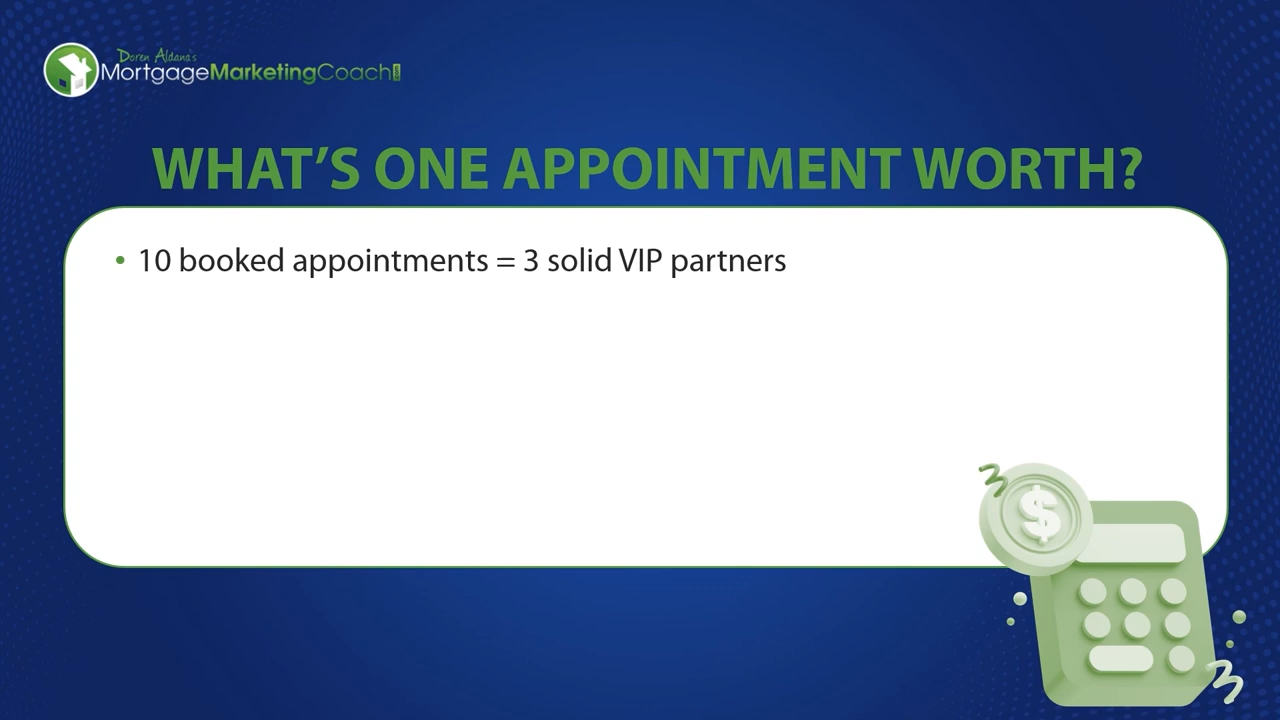 Doren Aldana's
MortgageMarketingCoach
WHAT'S ONE APPOINTMENT WORTH?
• 10 booked appointments = 3 solid VIP partners
$